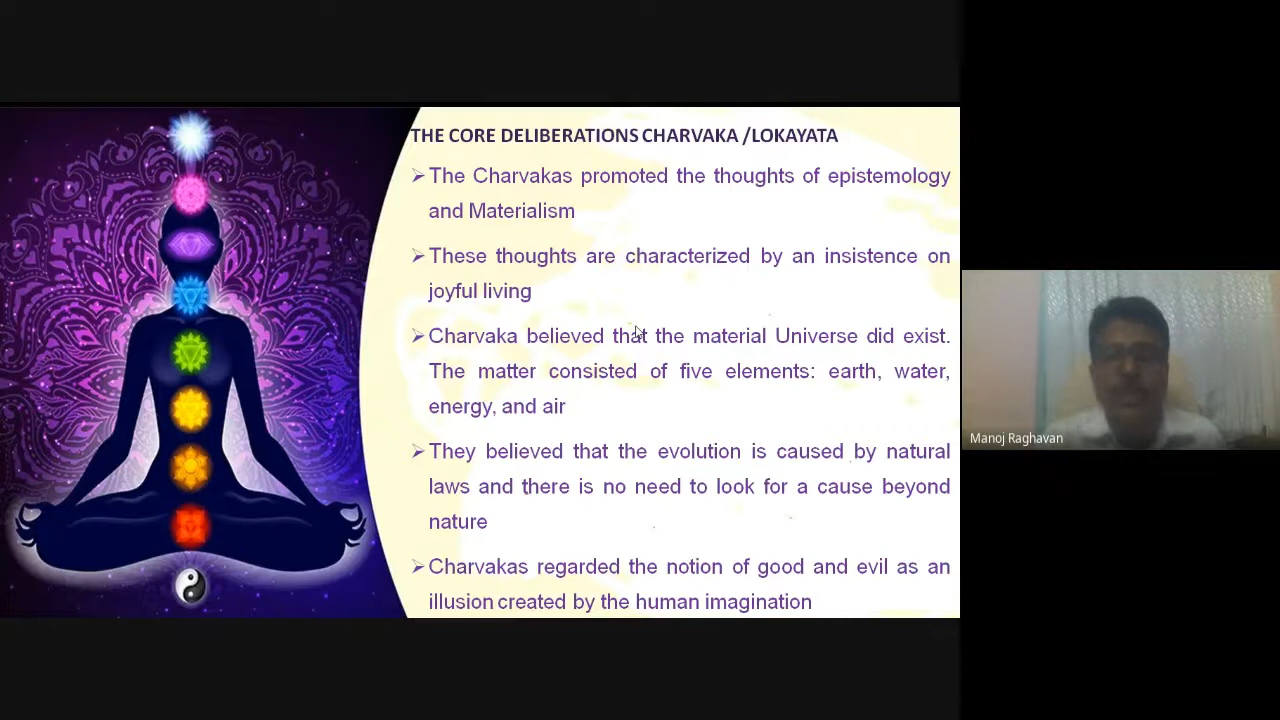 THE CORE DELIBERATIONS CHARVAKA /LOKAYATA
The Charvakas promoted the thoughts of epistemology
and Materialism
These thoughts are characterized by an insistence on
joyful living
Charvaka believed that the material Universe did exist.
The matter consisted of five elements: earth, water,
energy, and air
They believed that the evolution is caused by natural
laws and there is no need to look for a cause beyond
nature
Charvakas regarded the notion of good and evil as an
illusion created by the human imagination
Manoj Raghavan